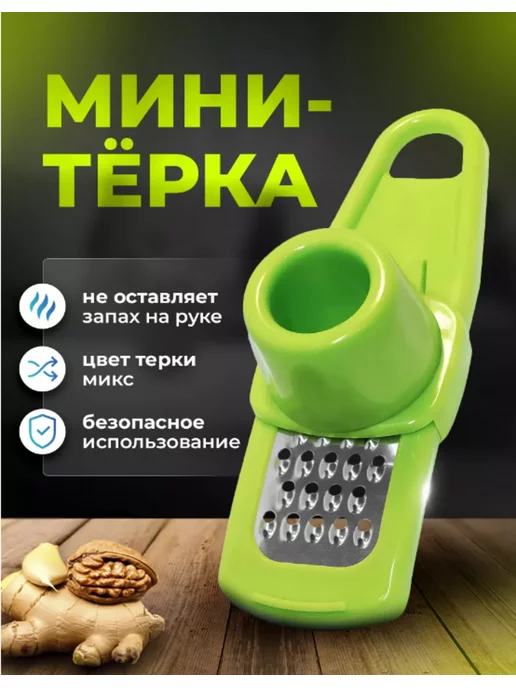 МИНИ-
ТЁРКА
не оставляет
запах на руке
цвет терки
микс
безопасное
использование